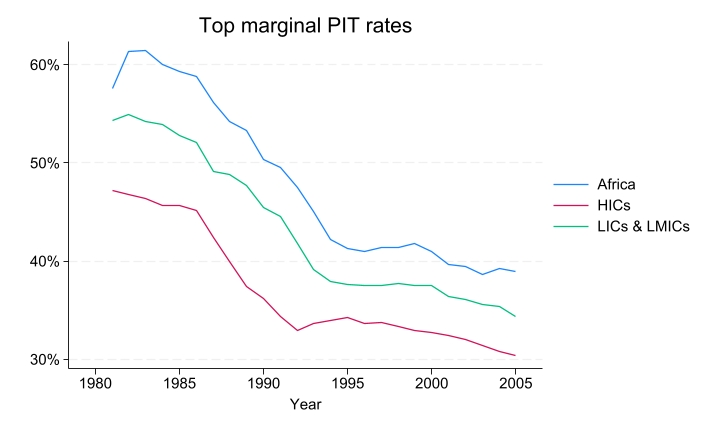 Top marginal PIT rates
60%
50%
40%
30%
1980 1985 1990 1995 2000 2005
Year
Africa
HICs
LICs & LMICs